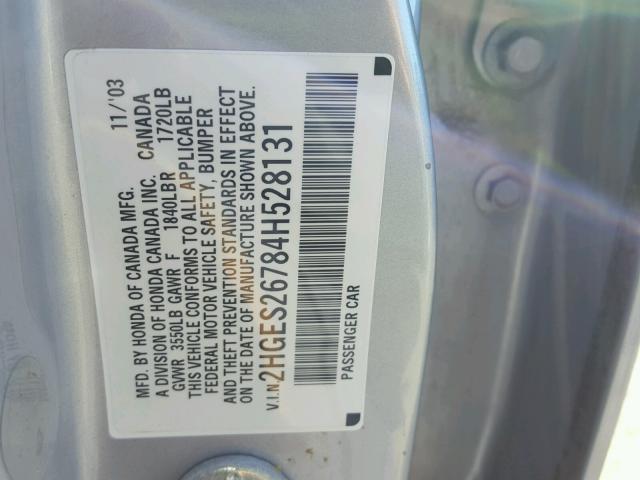 MFD. BY HONDA OF CANADA MFG. 11/'03
A DIVISION OF HONDA CANADA INC. CANADA
GVWR 3550LB GAWR F 1840LB R 1720LB
THIS VEHICLE CONFORMS TO ALL APPLICABLE
FEDERAL MOTOR VEHICLE SAFETY, BUMPER
AND THEFT PREVENTION STANDARDS IN EFFECT
ON THE DATE OF MANUFACTURE SHOWN ABOVE.
V.I.N. 2HGES26784H528131
PASSENGER CAR